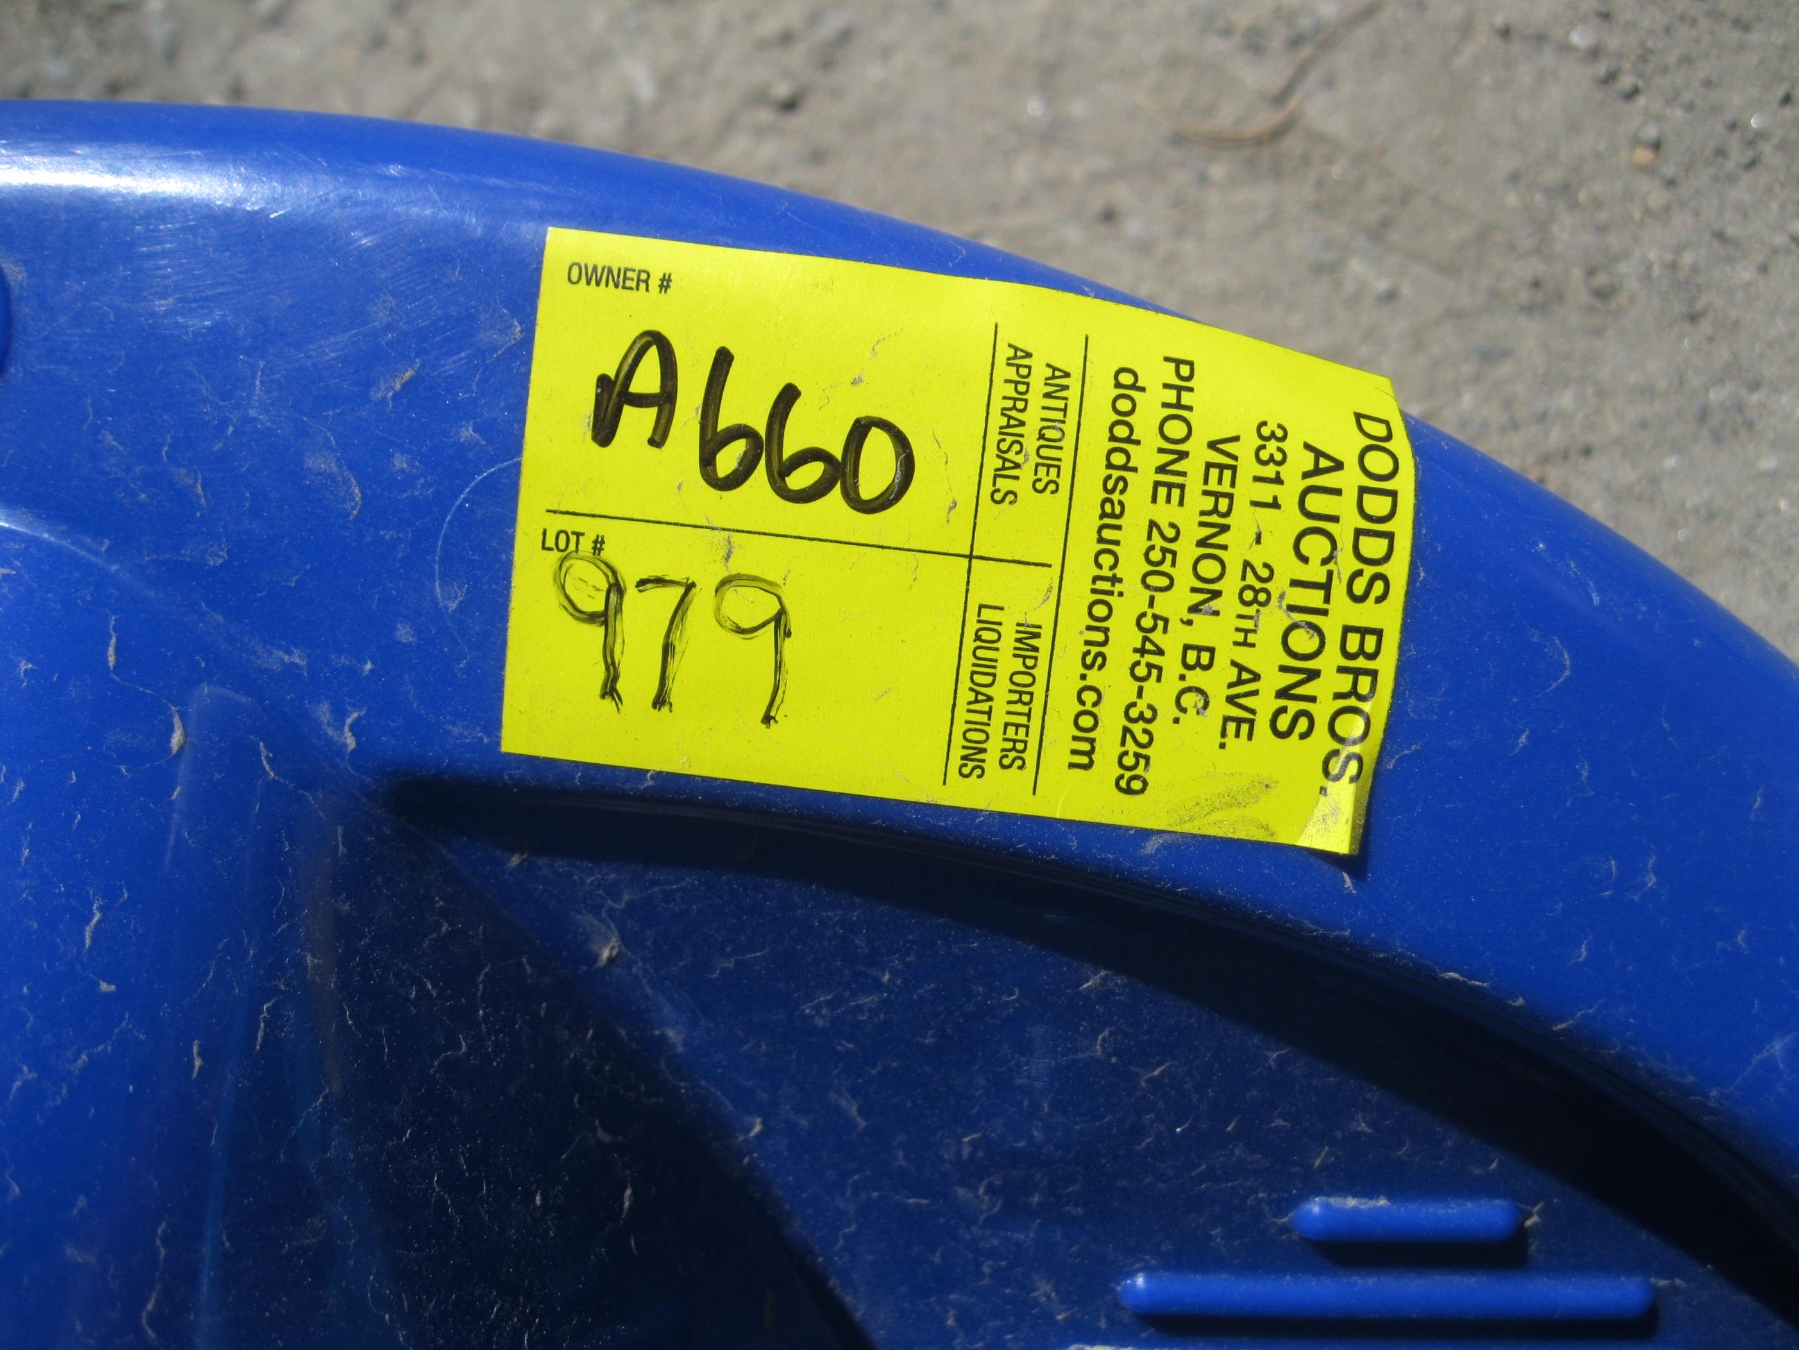 OWNER #
A660
LOT #
979
ANTIQUES
APPRAISALS
IMPORTERS
LIQUIDATIONS
DODDS BROS.
AUCTIONS
3311 - 28TH AVE.
VERNON, B.C.
PHONE 250-545-3259
doddsauctions.com